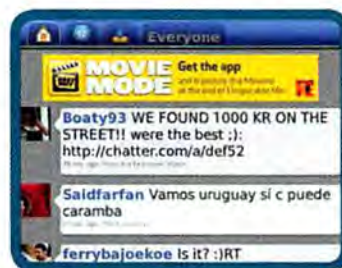 Everyone
MOVIE MODE
Get the app
Boaty93 WE FOUND 1000 KR ON THE
STREET!! were the best :):
http://chatter.com/a/def52
Saidfarfan Vamos uruguay sí c puede
caramba
ferrybajoekoe Is it? :)RT